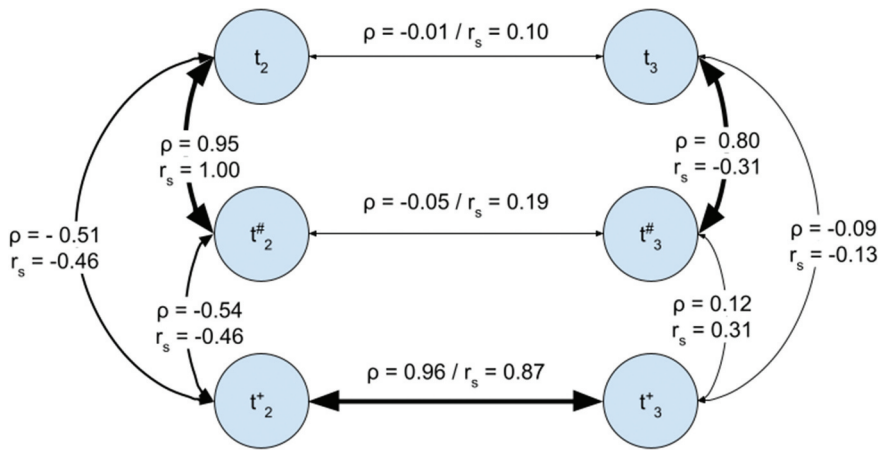 ρ = -0.01 / rₛ = 0.10
t₂
t₃
ρ = 0.95
rₛ = 1.00
ρ = 0.80
rₛ = -0.31
ρ = -0.05 / rₛ = 0.19
t#₂
t#₃
ρ = - 0.51
rₛ = -0.46
ρ = -0.09
rₛ = -0.13
ρ = -0.54
rₛ = -0.46
ρ = 0.12
rₛ = 0.31
ρ = 0.96 / rₛ = 0.87
t⁺₂
t⁺₃